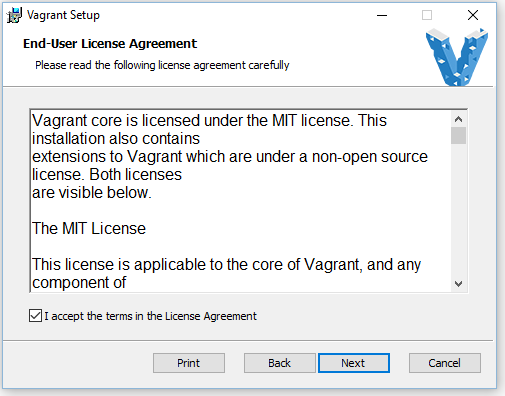 Vagrant Setup
End-User License Agreement
Please read the following license agreement carefully
Vagrant core is licensed under the MIT license. This
installation also contains
extensions to Vagrant which are under a non-open source
license. Both licenses
are visible below.
The MIT License
This license is applicable to the core of Vagrant, and any
component of
I accept the terms in the License Agreement
Print
Back
Next
Cancel